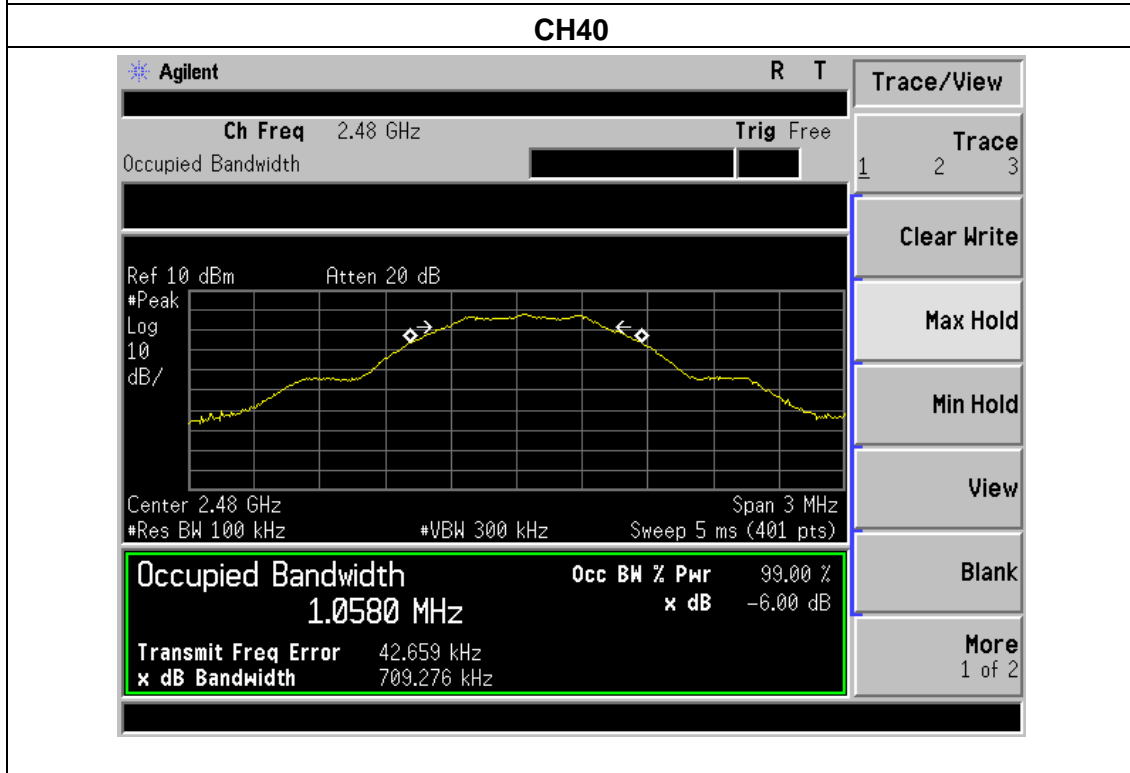 CH40
Agilent R T
Trace/View
Ch Freq 2.48 GHz Trig Free
Occupied Bandwidth
Trace
1 2 3
Clear Write
Ref 10 dBm Atten 20 dB
#Peak
Log
10
dB/
Max Hold
Min Hold
View
Center 2.48 GHz Span 3 MHz
#Res BW 100 kHz #VBW 300 kHz Sweep 5 ms (401 pts)
Occupied Bandwidth Occ BW % Pwr 99.00 %
1.0580 MHz x dB -6.00 dB
Blank
Transmit Freq Error 42.659 kHz
x dB Bandwidth 709.276 kHz
More
1 of 2